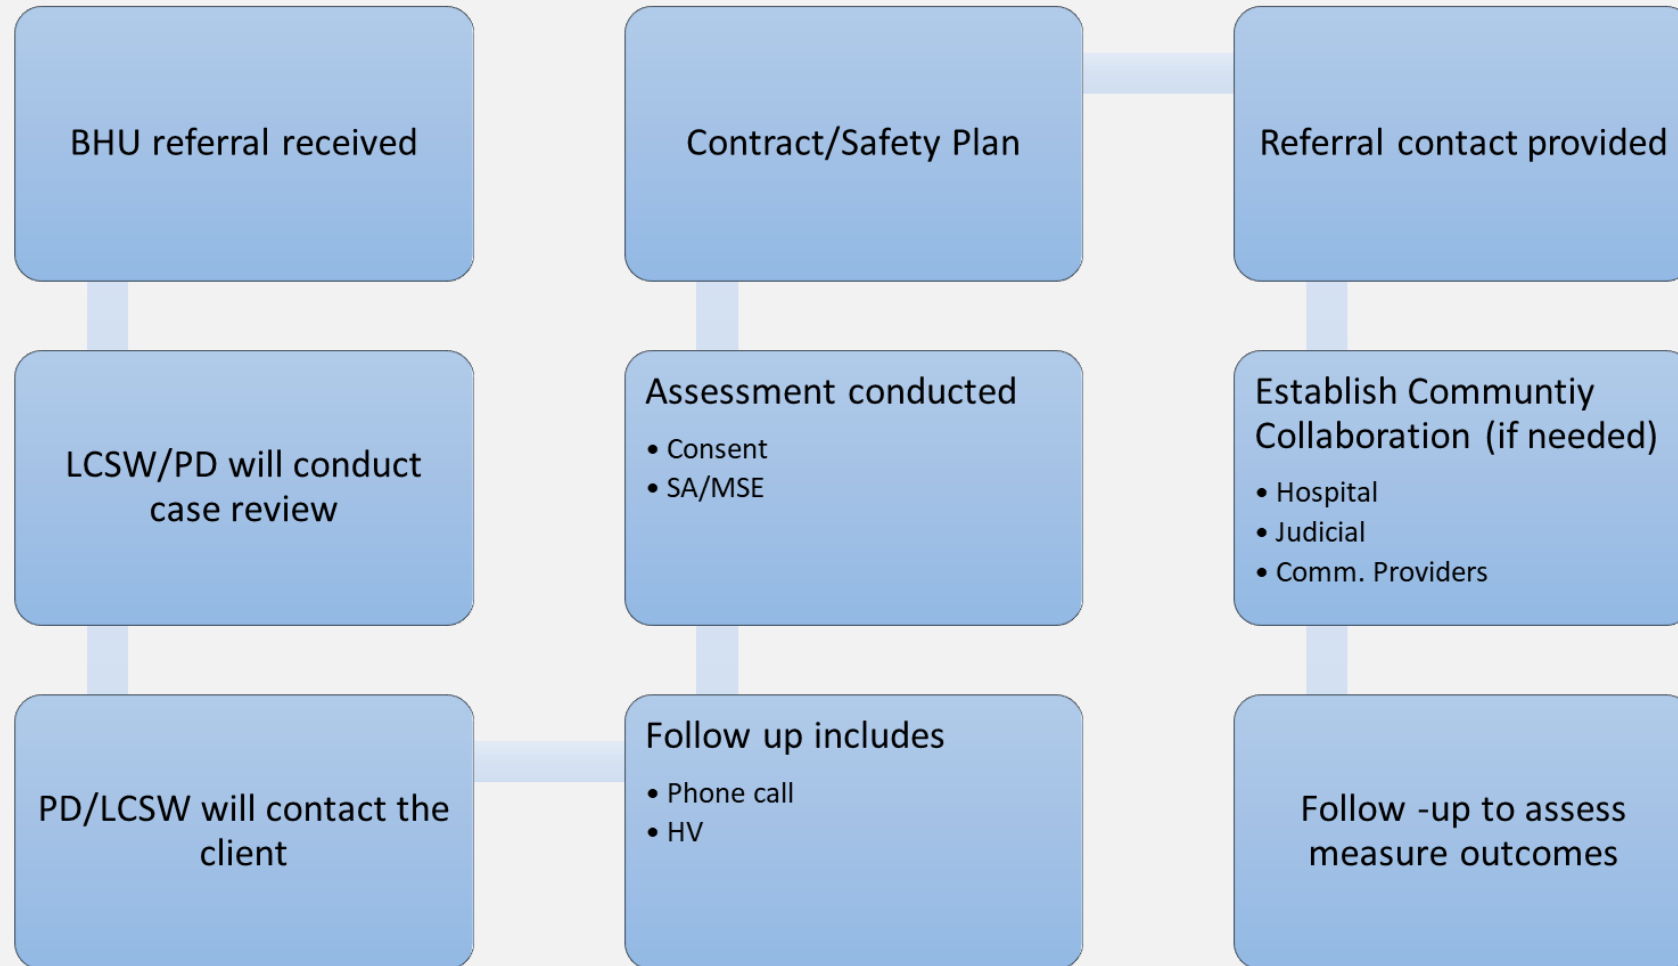 BHU referral received
LCSW/PD will conduct
case review
PD/LCSW will contact the
client
Follow up includes
• Phone call
• HV
Assessment conducted
• Consent
• SA/MSE
Contract/Safety Plan
Referral contact provided
Establish Communtiy
Collaboration (if needed)
• Hospital
• Judicial
• Comm. Providers
Follow -up to assess
measure outcomes